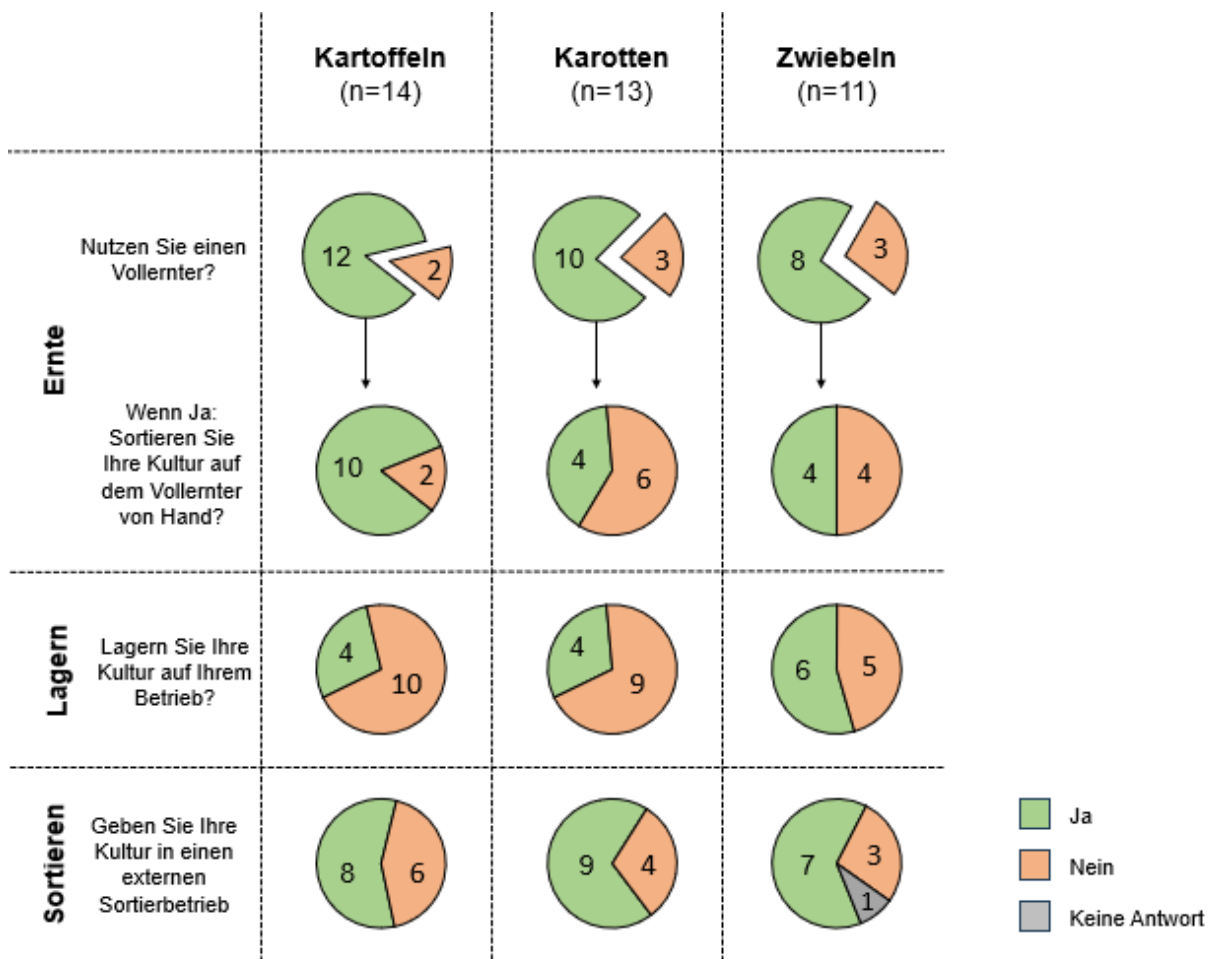 Kartoffeln
(n=14)
Karotten
(n=13)
Zwiebeln
(n=11)
Ernte
Nutzen Sie einen
Vollernter?
12
2
10
3
8
3
Wenn Ja:
Sortieren Sie
Ihre Kultur auf
dem Vollernter
von Hand?
10
2
4
6
4
4
Lagern
Lagern Sie Ihre
Kultur auf Ihrem
Betrieb?
4
10
4
9
6
5
Sortieren
Geben Sie Ihre
Kultur in einen
externen
Sortierbetrieb
8
6
9
4
7
3
1
Ja
Nein
Keine Antwort